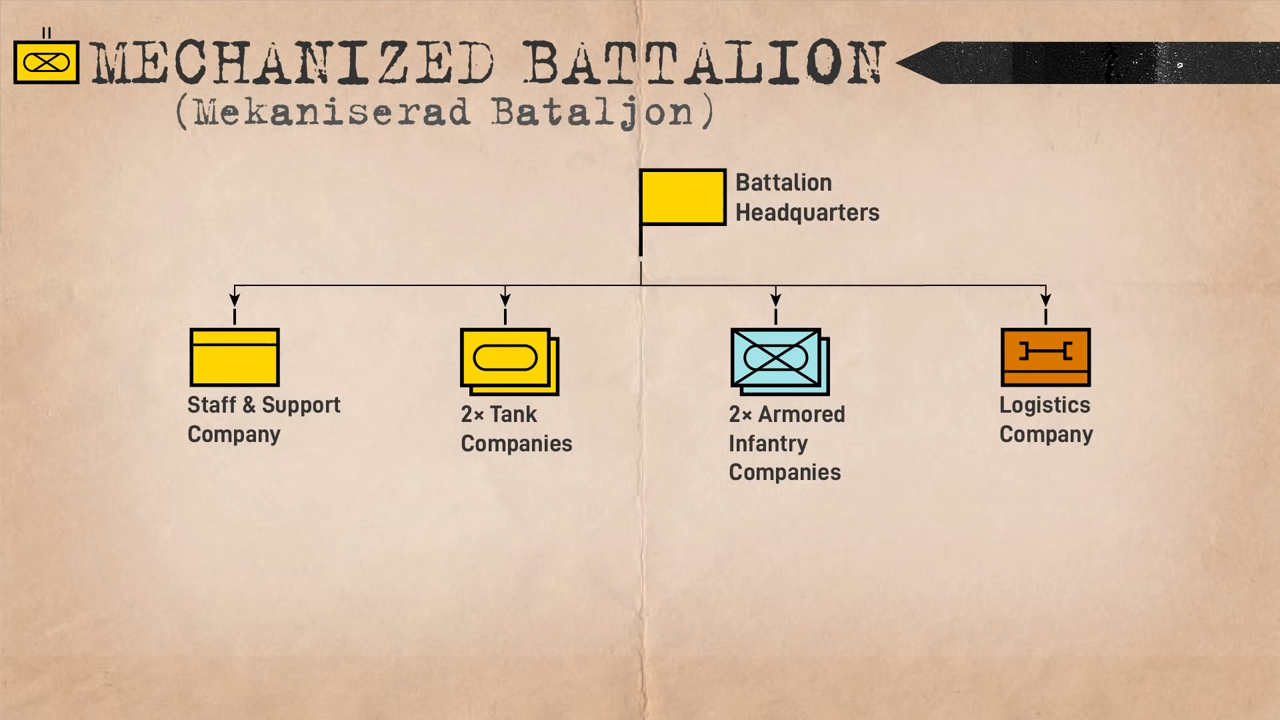 MECHANIZED BATTALION
(Mekaniserad Bataljon)
Battalion
Headquarters
Staff & Support
Company
2× Tank
Companies
2× Armored
Infantry
Companies
Logistics
Company